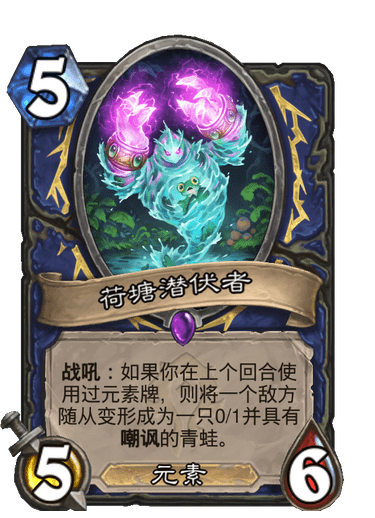 5
荷塘潜伏者
战吼：如果你在上个回合使
用过元素牌，则将一个敌方
随从变形成为一只0/1并具有
嘲讽的青蛙。
元素
5
6